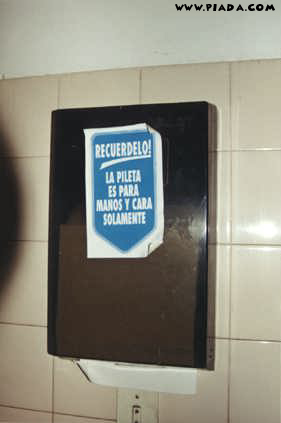 WWW.PIADA.COM
RECUERDELO!
LA PILETA
ES PARA
MANOS Y CARA
SOLAMENTE